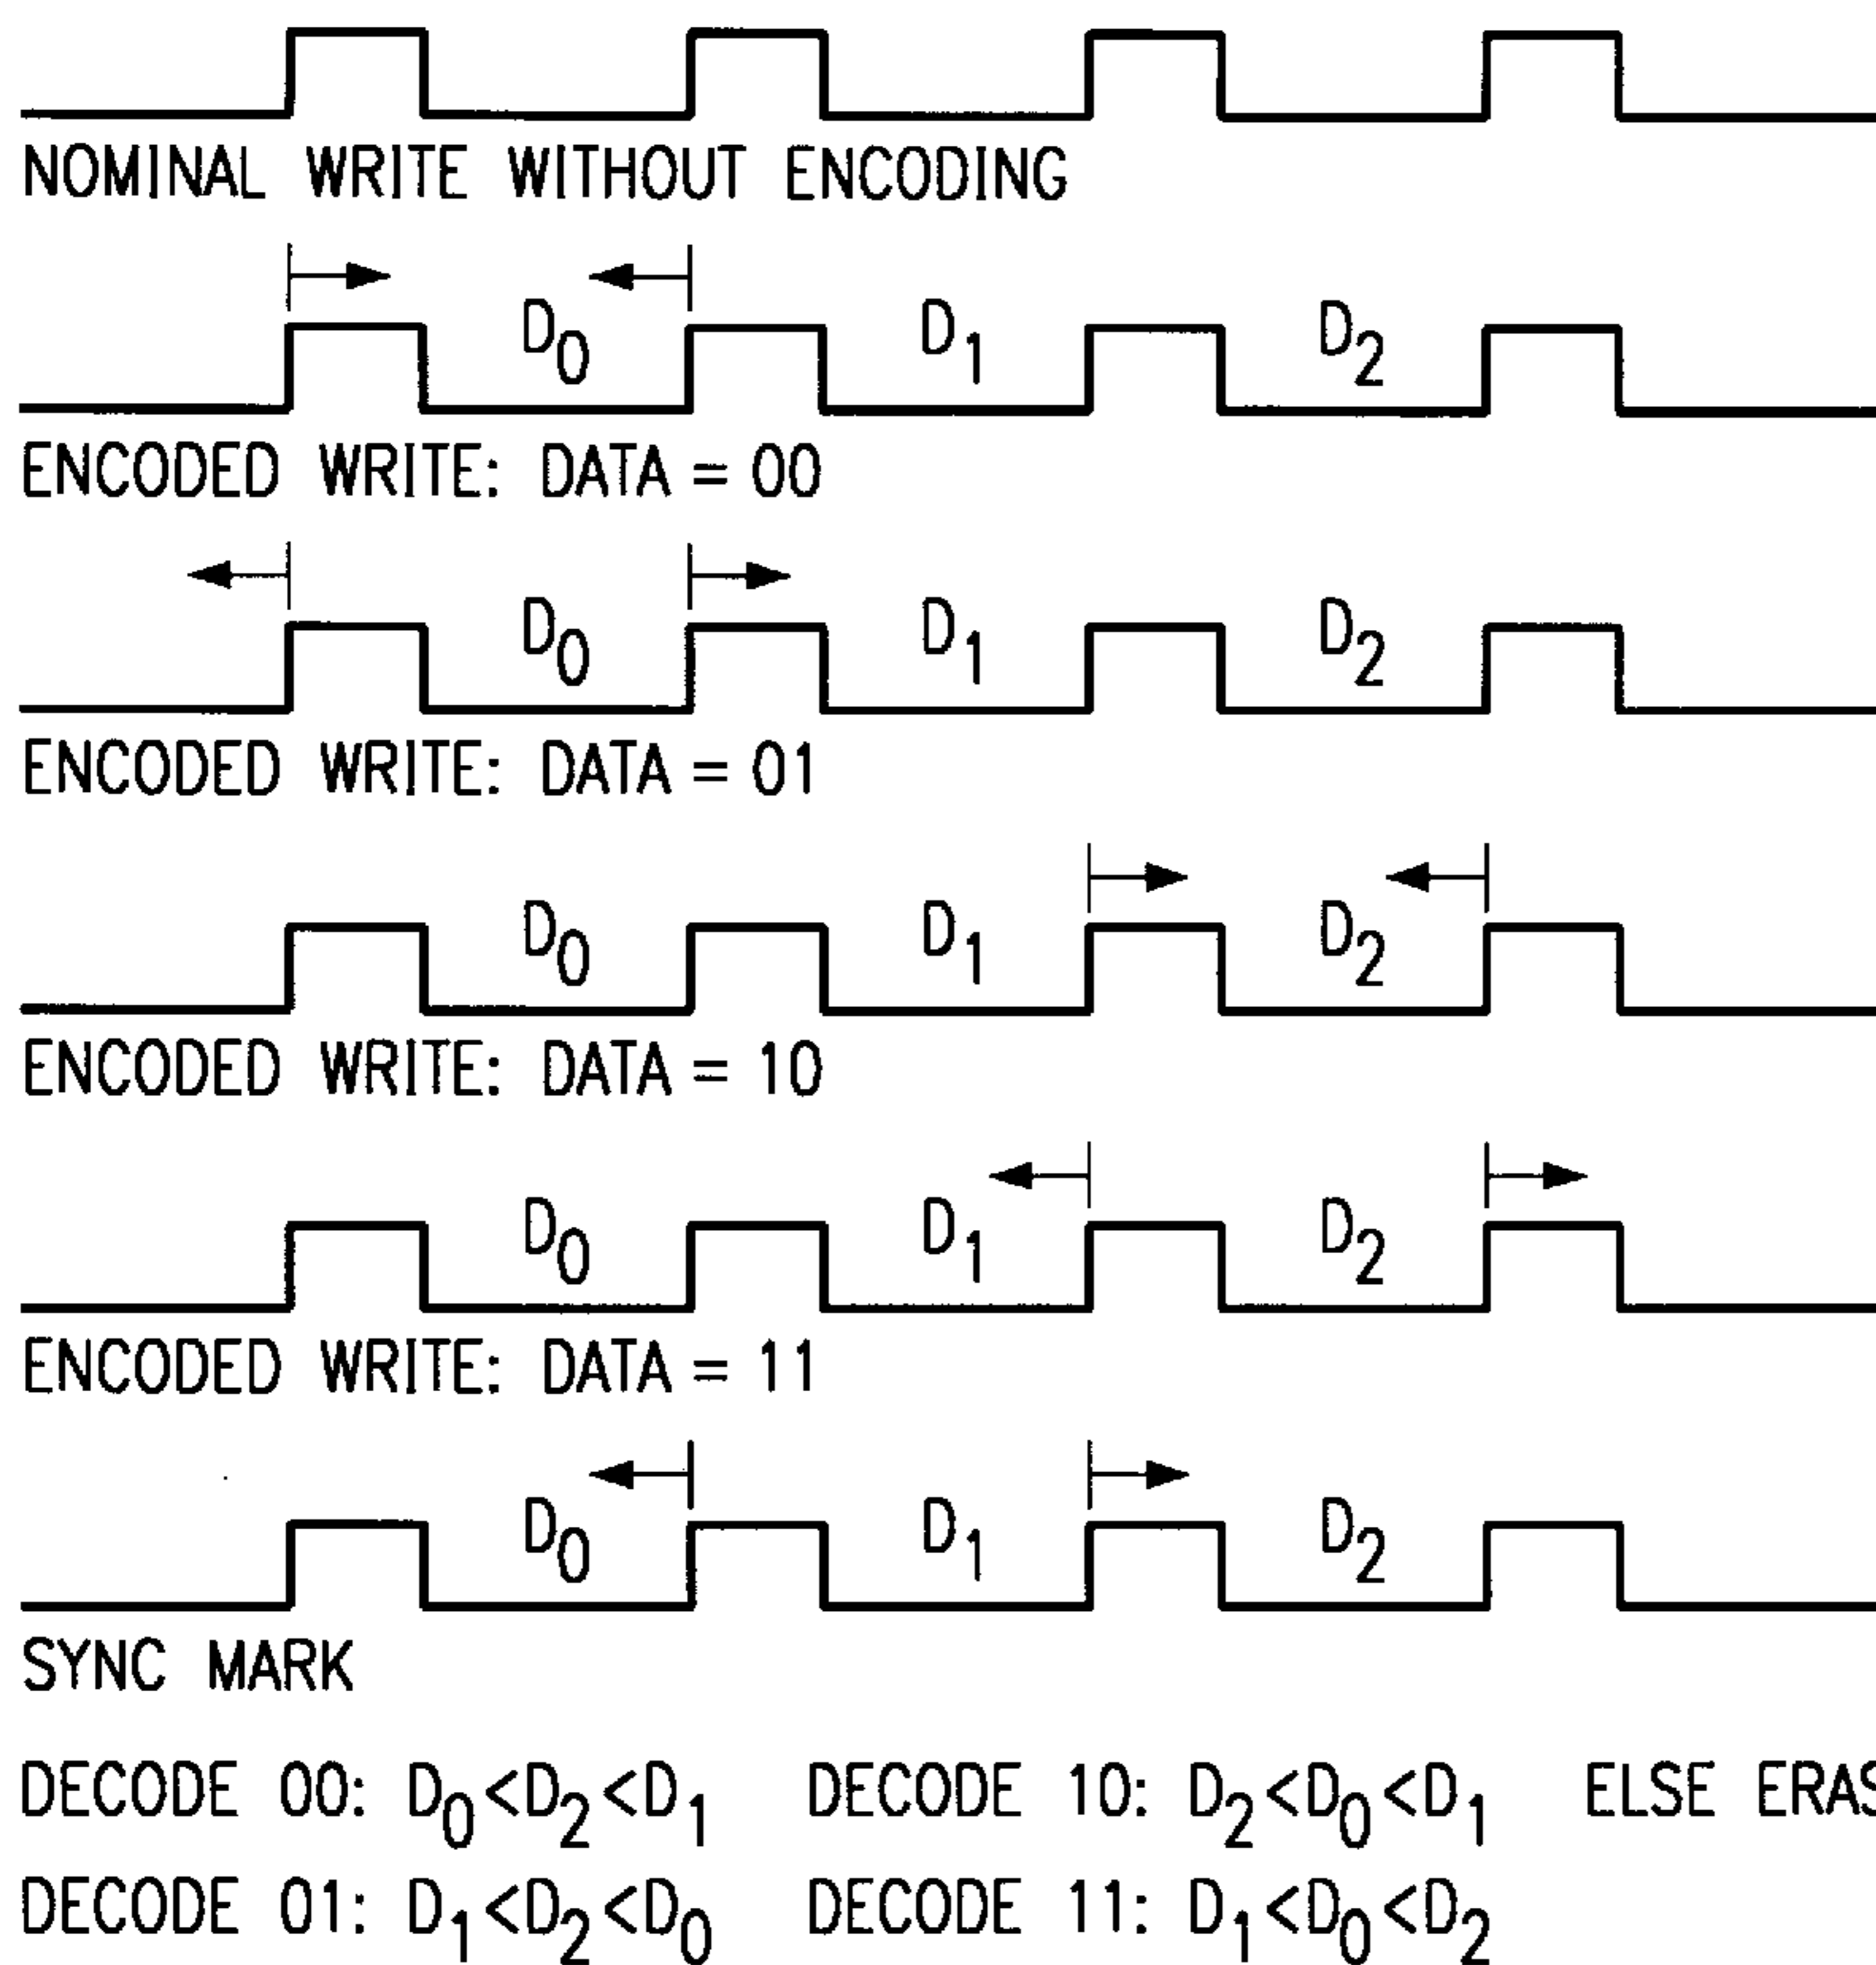 NOMINAL WRITE WITHOUT ENCODING
D0 D1 D2
ENCODED WRITE: DATA = 00
D0 D1 D2
ENCODED WRITE: DATA = 01
D0 D1 D2
ENCODED WRITE: DATA = 10
D0 D1 D2
ENCODED WRITE: DATA = 11
D0 D1 D2
SYNC MARK
DECODE 00: D0<D2<D1 DECODE 10: D2<D0<D1 ELSE ERAS
DECODE 01: D1<D2<D0 DECODE 11: D1<D0<D2